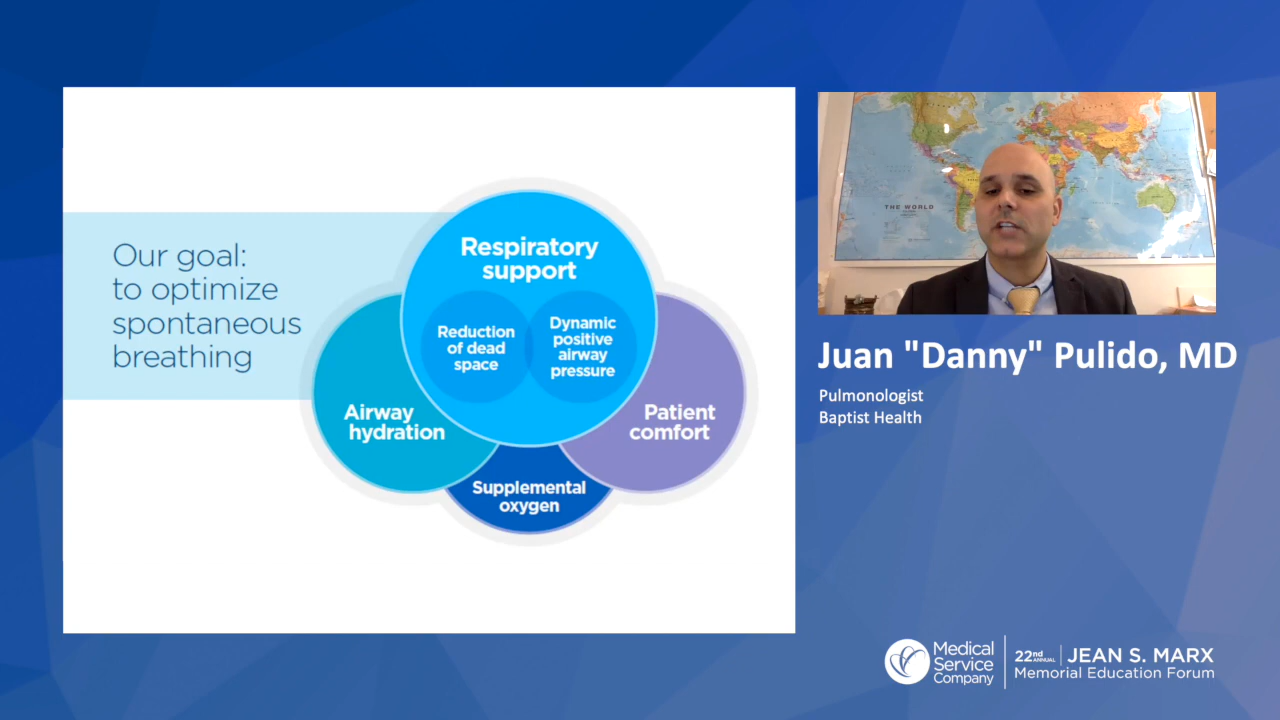 Our goal:
to optimize
spontaneous
breathing
Respiratory
support
Reduction
of dead
space
Dynamic
positive
airway
pressure
Airway
hydration
Patient
comfort
Supplemental
oxygen
THE WORLD
Juan "Danny" Pulido, MD
Pulmonologist
Baptist Health
Medical
Service
Company
22nd ANNUAL JEAN S. MARX
Memorial Education Forum